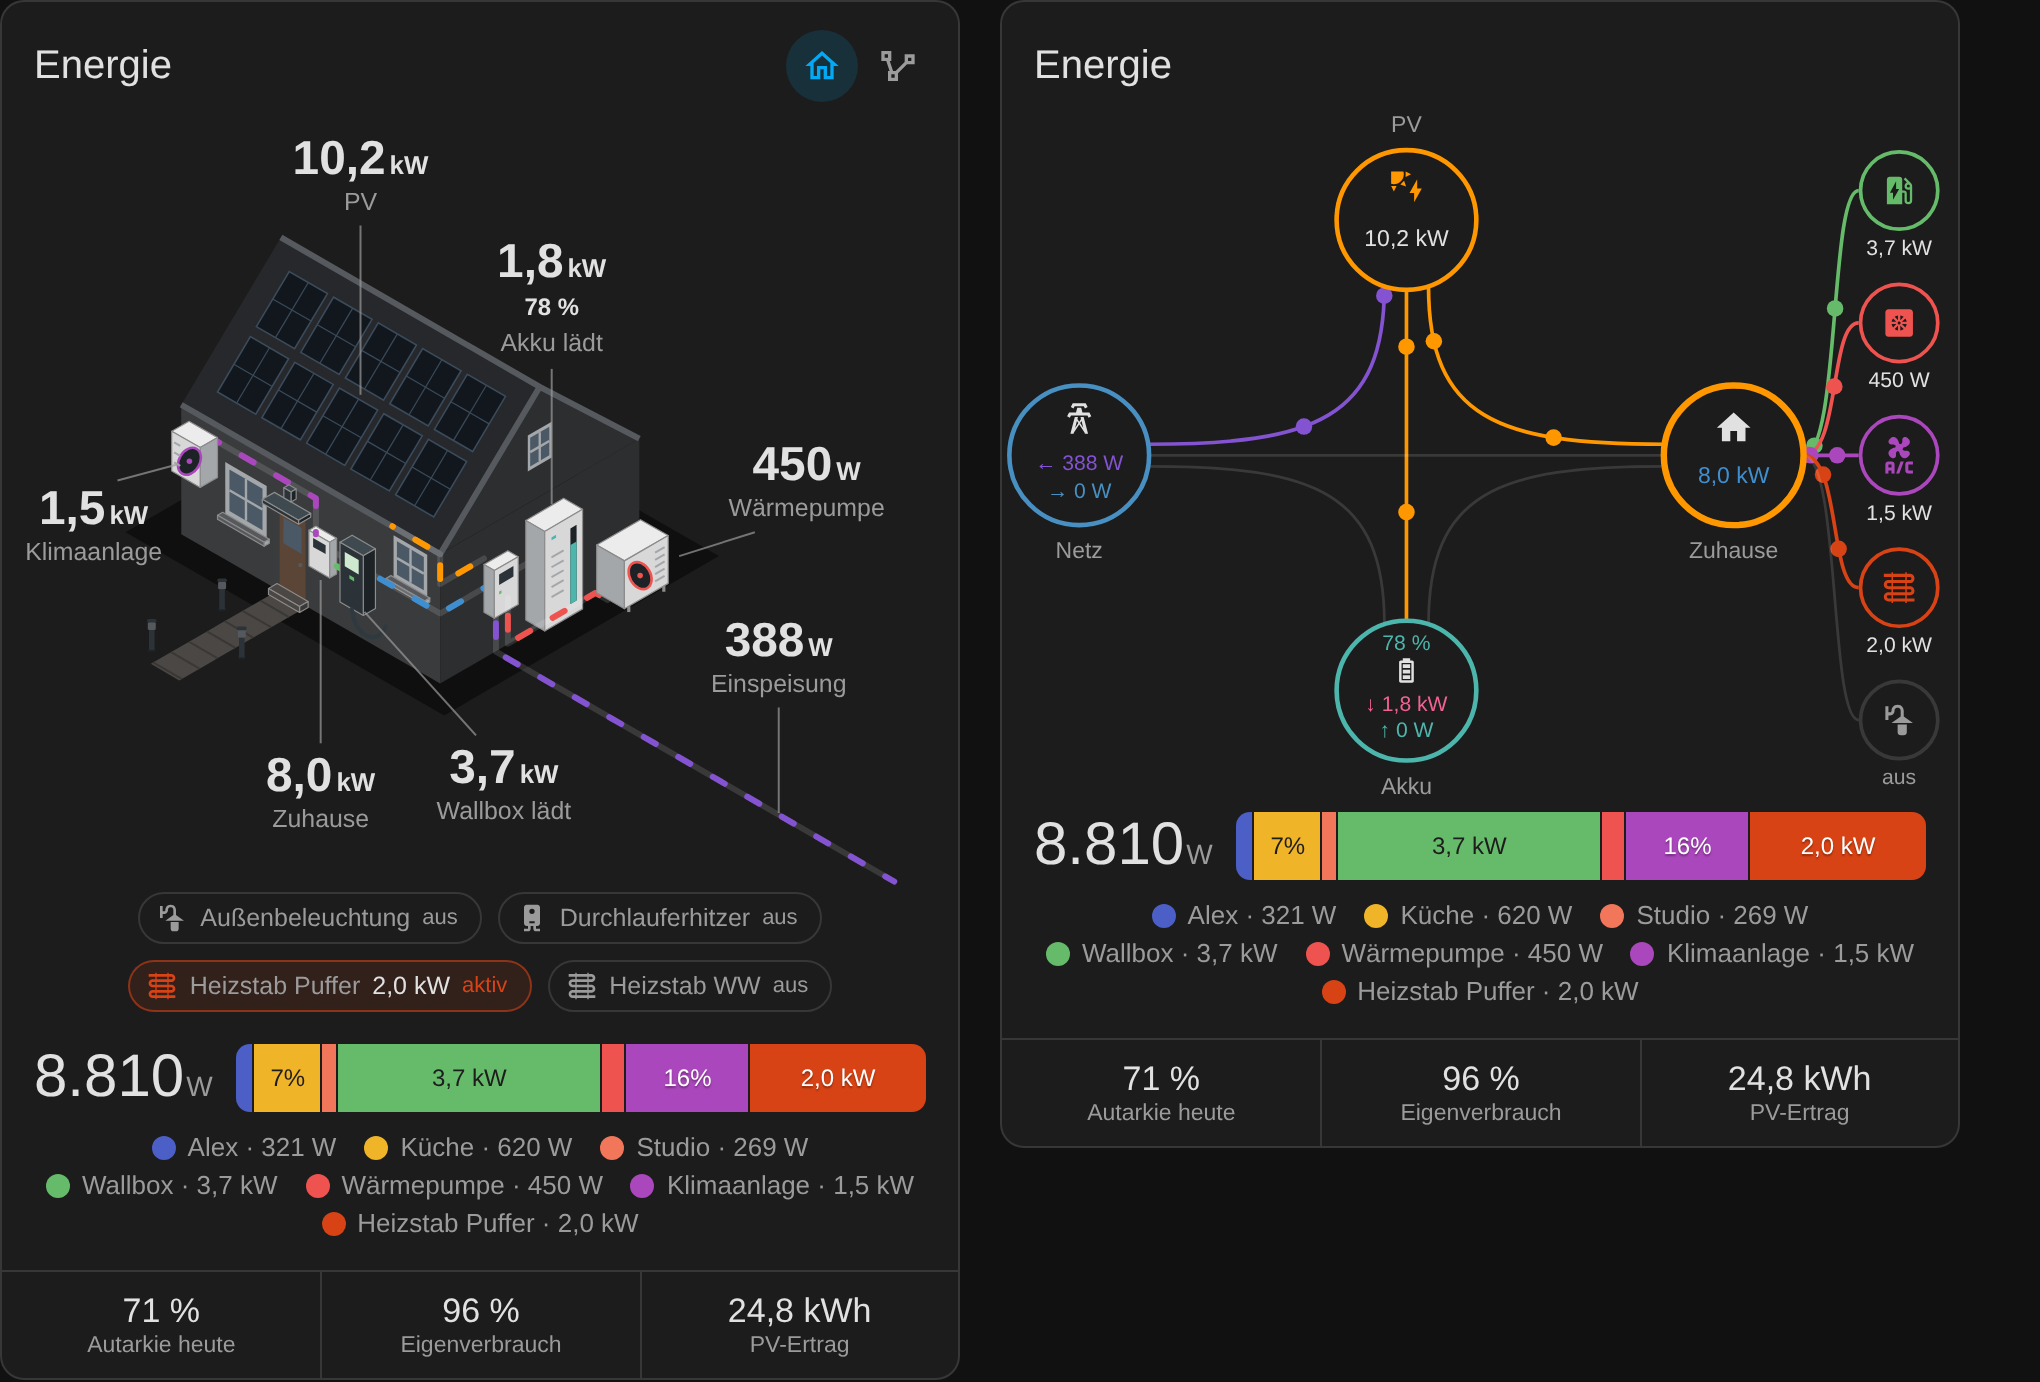 Energie
10,2 kW
PV
1,8 kW
78 %
Akku lädt
450 W
Wärmepumpe
1,5 kW
Klimaanlage
388 W
Einspeisung
8,0 kW
Zuhause
3,7 kW
Wallbox lädt
Außenbeleuchtung aus
Durchlauferhitzer aus
Heizstab Puffer 2,0 kW aktiv
Heizstab WW aus
8.810 W
7%
3,7 kW
16%
2,0 kW
Alex · 321 W
Küche · 620 W
Studio · 269 W
Wallbox · 3,7 kW
Wärmepumpe · 450 W
Klimaanlage · 1,5 kW
Heizstab Puffer · 2,0 kW
71 %
Autarkie heute
96 %
Eigenverbrauch
24,8 kWh
PV-Ertrag
Energie
PV
10,2 kW
← 388 W
→ 0 W
Netz
8,0 kW
Zuhause
78 %
↓ 1,8 kW
↑ 0 W
Akku
3,7 kW
450 W
A/C
1,5 kW
2,0 kW
aus
8.810 W
7%
3,7 kW
16%
2,0 kW
Alex · 321 W
Küche · 620 W
Studio · 269 W
Wallbox · 3,7 kW
Wärmepumpe · 450 W
Klimaanlage · 1,5 kW
Heizstab Puffer · 2,0 kW
71 %
Autarkie heute
96 %
Eigenverbrauch
24,8 kWh
PV-Ertrag